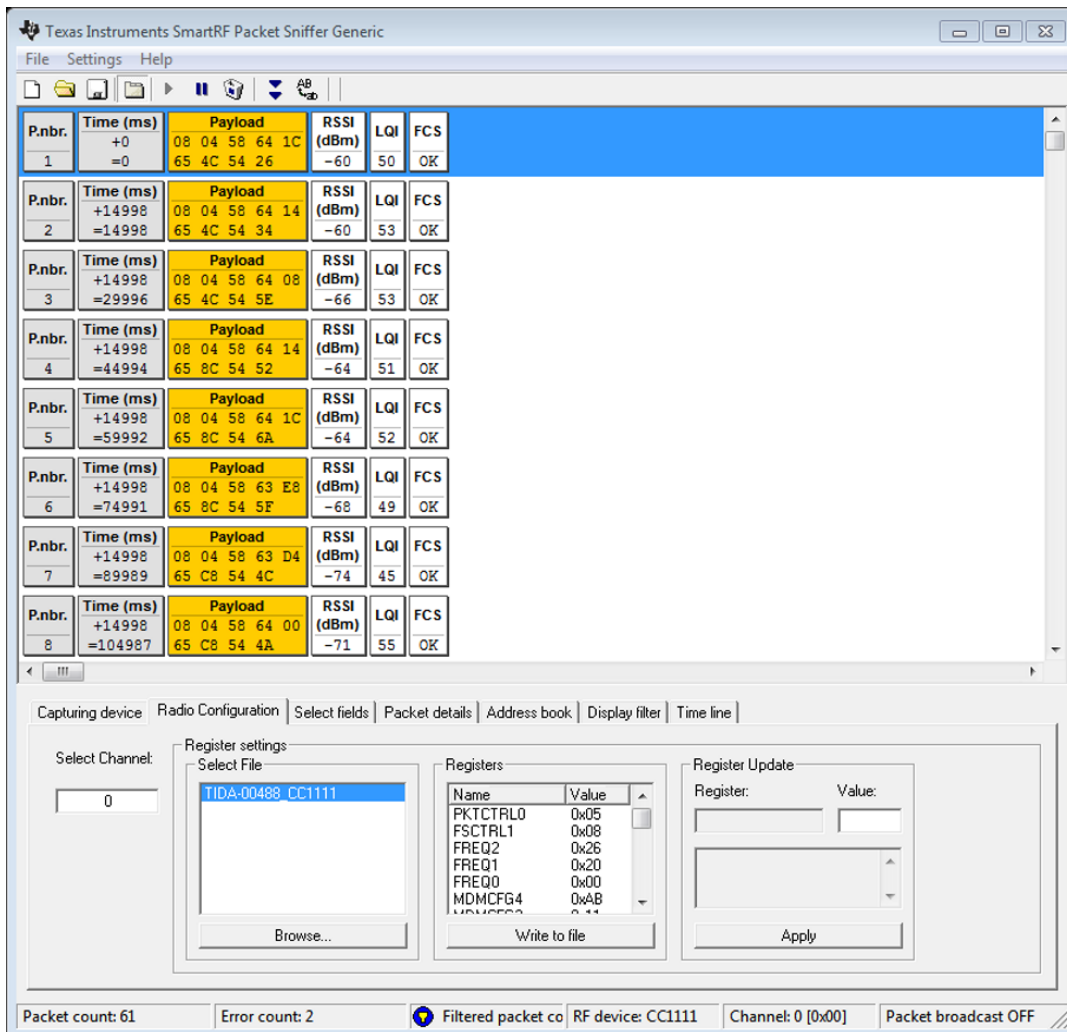 Texas Instruments SmartRF Packet Sniffer Generic
File Settings Help
P.nbr. Time (ms) Payload RSSI (dBm) LQI FCS
+0 08 04 58 64 1C
1 =0 65 4C 54 26 -60 50 OK
P.nbr. Time (ms) Payload RSSI (dBm) LQI FCS
+14998 08 04 58 64 14
2 =14998 65 4C 54 34 -60 53 OK
P.nbr. Time (ms) Payload RSSI (dBm) LQI FCS
+14998 08 04 58 64 08
3 =29996 65 4C 54 5E -66 53 OK
P.nbr. Time (ms) Payload RSSI (dBm) LQI FCS
+14998 08 04 58 64 14
4 =44994 65 8C 54 52 -64 51 OK
P.nbr. Time (ms) Payload RSSI (dBm) LQI FCS
+14998 08 04 58 64 1C
5 =59992 65 8C 54 6A -64 52 OK
P.nbr. Time (ms) Payload RSSI (dBm) LQI FCS
+14998 08 04 58 63 E8
6 =74991 65 8C 54 5F -68 49 OK
P.nbr. Time (ms) Payload RSSI (dBm) LQI FCS
+14998 08 04 58 63 D4
7 =89989 65 C8 54 4C -74 45 OK
P.nbr. Time (ms) Payload RSSI (dBm) LQI FCS
+14998 08 04 58 64 00
8 =104987 65 C8 54 4A -71 55 OK
Capturing device Radio Configuration Select fields Packet details Address book Display filter Time line
Select Channel:
0
Register settings
Select File
TIDA-00488_CC1111
Browse...
Registers
Name Value
PKTCTRL0 0x05
FSCTRL1 0x08
FREQ2 0x26
FREQ1 0x20
FREQ0 0x00
MDMCFG4 0xAB
Write to file
Register Update
Register: Value:
Apply
Packet count: 61 Error count: 2 Filtered packet co RF device: CC1111 Channel: 0 [0x00] Packet broadcast OFF